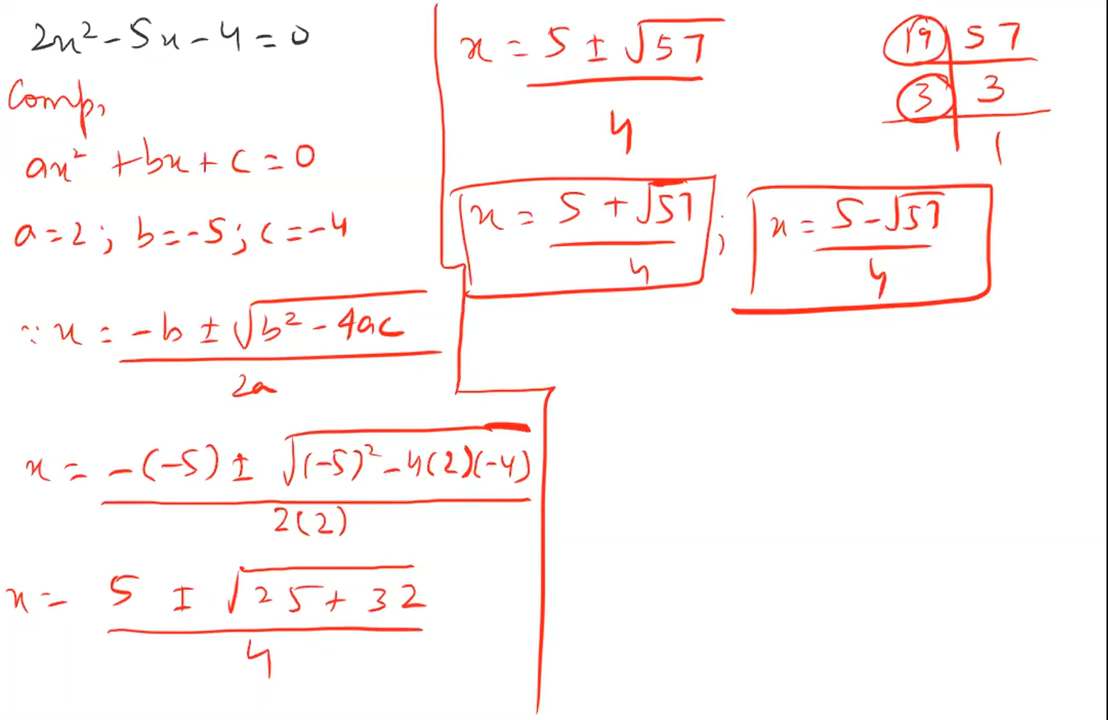 2x² - 5x - 4 = 0
Comp,
ax² + bx + c = 0
a = 2 ; b = -5 ; c = -4
∵ x = (-b ± √(b² - 4ac)) / 2a
x = (-(-5) ± √((-5)² - 4(2)(-4))) / 2(2)
x = (5 ± √(25 + 32)) / 4
x = (5 ± √57) / 4
x = (5 + √57) / 4 ; x = (5 - √57) / 4
19 | 57
3 | 3
| 1